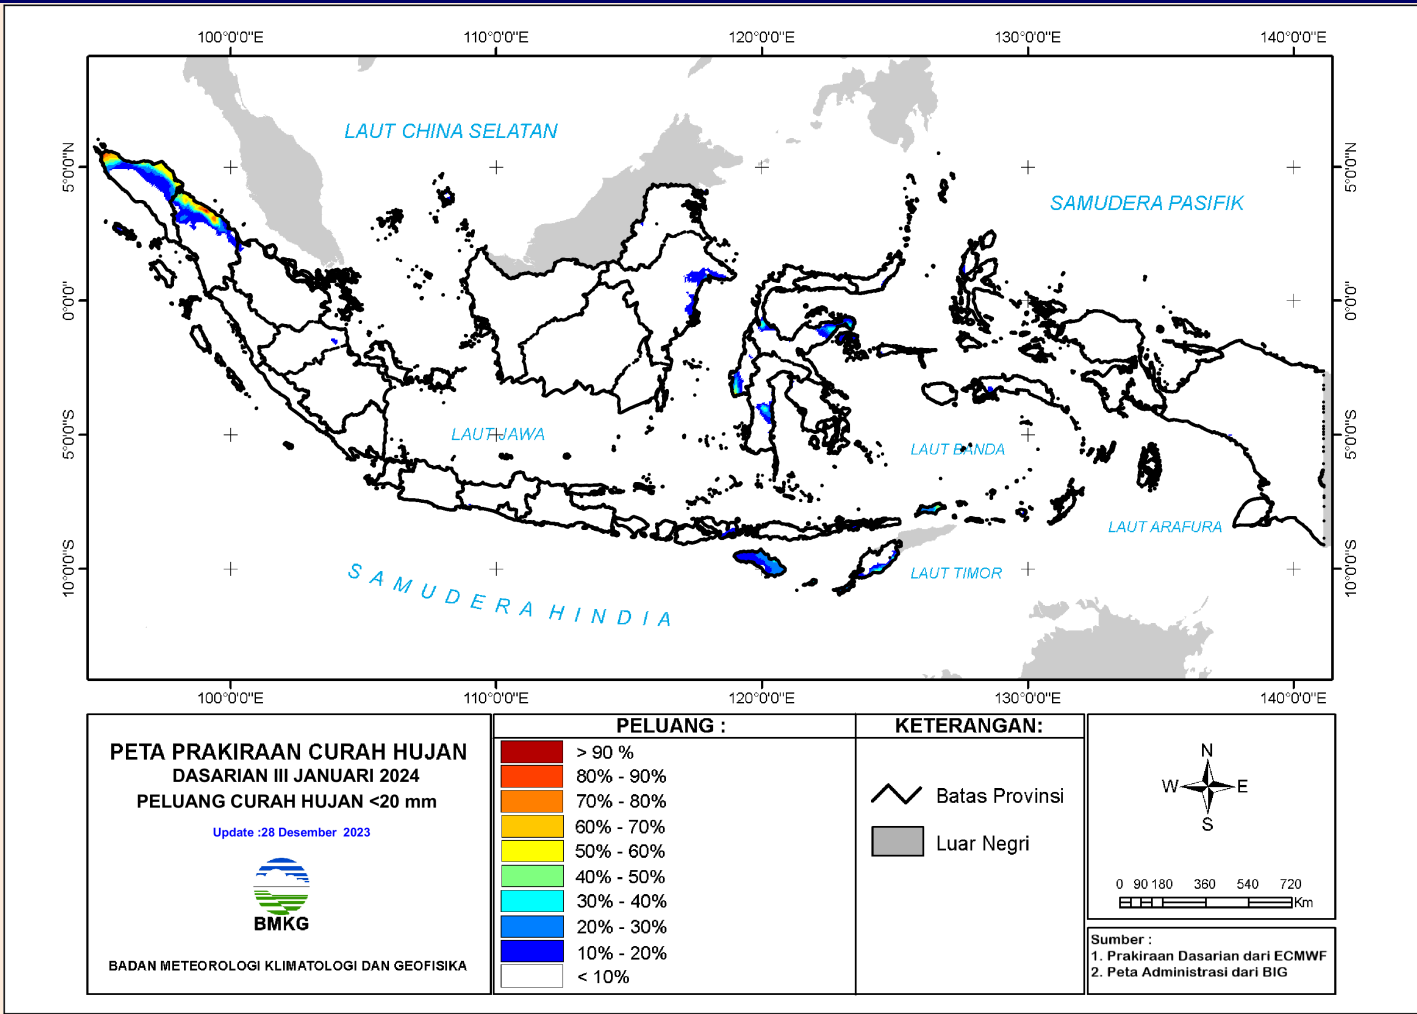 100°0'0"E 110°0'0"E 120°0'0"E 130°0'0"E 140°0'0"E
LAUT CHINA SELATAN
5°0'0"N 5°0'0"N
SAMUDERA PASIFIK
0°0'0" 0°0'0"
LAUT JAWA
5°0'0"S 5°0'0"S
LAUT BANDA
LAUT ARAFURA
10°0'0"S 10°0'0"S
LAUT TIMOR
SAMUDERA HINDIA
100°0'0"E 110°0'0"E 120°0'0"E 130°0'0"E 140°0'0"E
PETA PRAKIRAAN CURAH HUJAN
DASARIAN III JANUARI 2024
PELUANG CURAH HUJAN <20 mm
Update :28 Desember 2023
BMKG
BADAN METEOROLOGI KLIMATOLOGI DAN GEOFISIKA
PELUANG :
> 90 %
80% - 90%
70% - 80%
60% - 70%
50% - 60%
40% - 50%
30% - 40%
20% - 30%
10% - 20%
< 10%
KETERANGAN:
Batas Provinsi
Luar Negri
N
W E
S
0 90 180 360 540 720
Km
Sumber :
1. Prakiraan Dasarian dari ECMWF
2. Peta Administrasi dari BIG